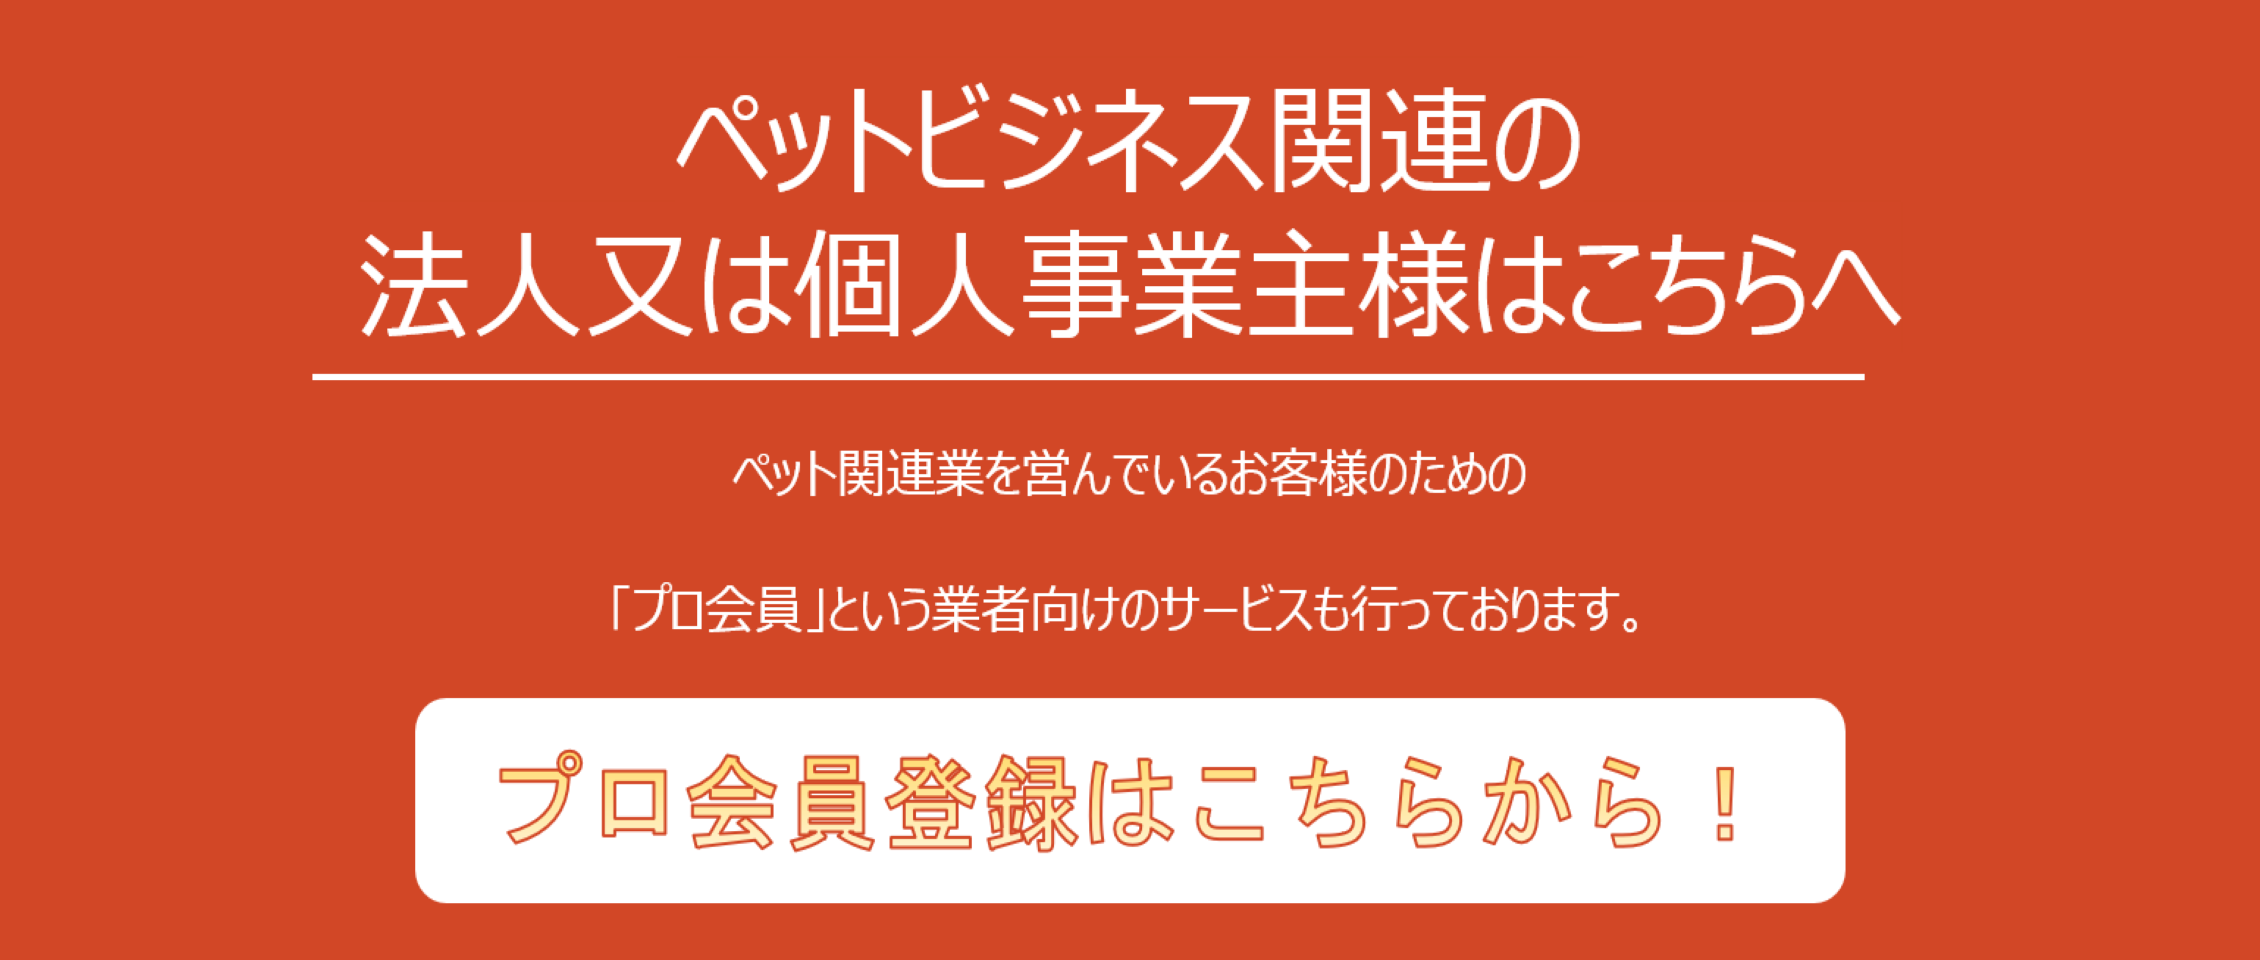 ペットビジネス関連の
法人又は個人事業主様はこちらへ
ペット関連業を営んでいるお客様のための
「プロ会員」という業者向けのサービスも行っております。
プロ会員登録はこちらから！